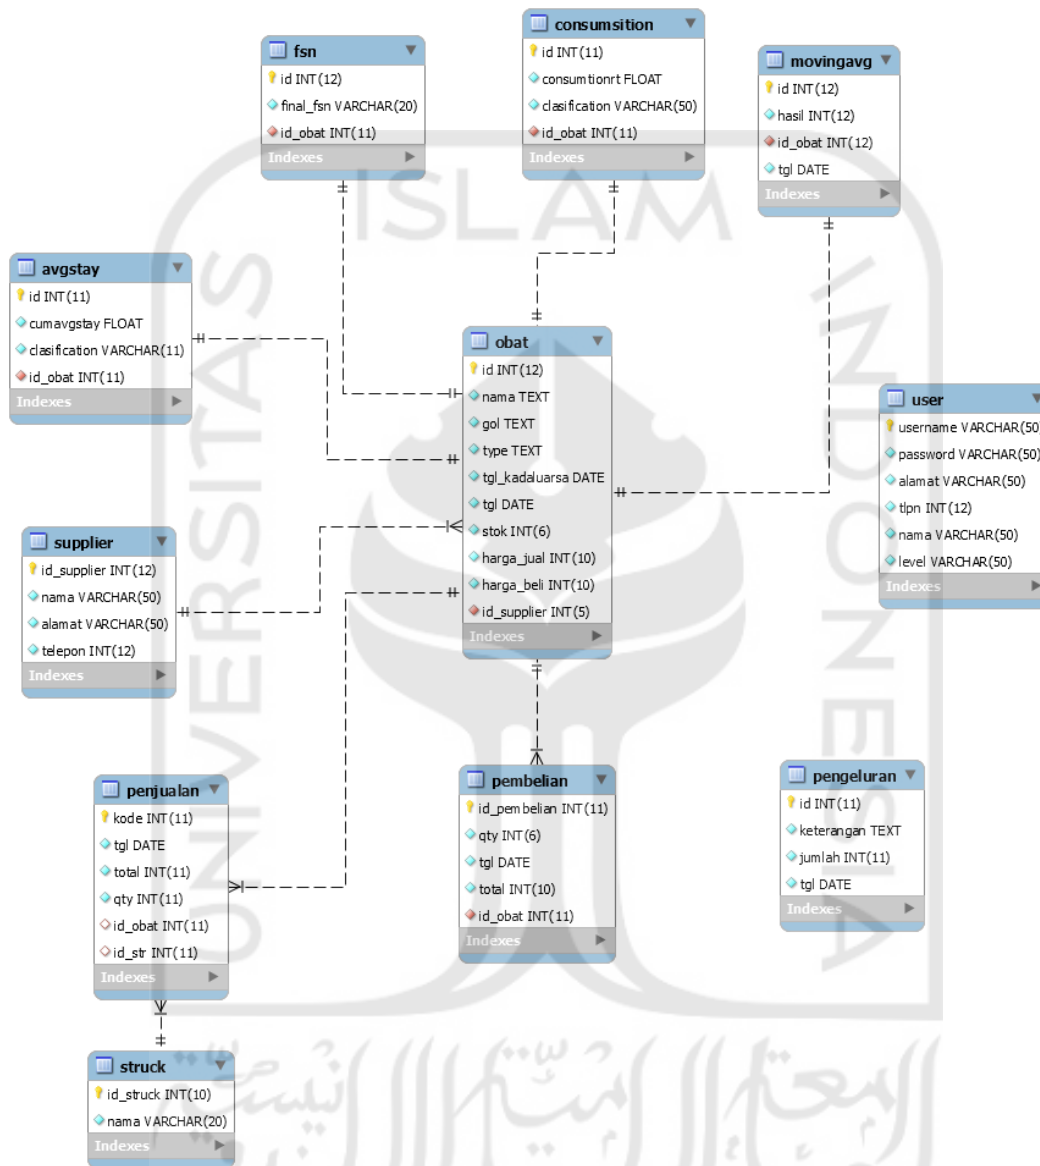 fsn
id INT(12)
final_fsn VARCHAR(20)
id_obat INT(11)
Indexes
consumsition
id INT(11)
consumtionrt FLOAT
clasification VARCHAR(50)
id_obat INT(11)
Indexes
movingavg
id INT(12)
hasil INT(12)
id_obat INT(12)
tgl DATE
Indexes
avgstay
id INT(11)
cumavgstay FLOAT
clasification VARCHAR(11)
id_obat INT(11)
Indexes
obat
id INT(12)
nama TEXT
gol TEXT
type TEXT
tgl_kadaluarsa DATE
tgl DATE
stok INT(6)
harga_jual INT(10)
harga_beli INT(10)
id_supplier INT(5)
Indexes
user
username VARCHAR(50)
password VARCHAR(50)
alamat VARCHAR(50)
tlpn INT(12)
nama VARCHAR(50)
level VARCHAR(50)
Indexes
supplier
id_supplier INT(12)
nama VARCHAR(50)
alamat VARCHAR(50)
telepon INT(12)
Indexes
penjualan
kode INT(11)
tgl DATE
total INT(11)
qty INT(11)
id_obat INT(11)
id_str INT(11)
Indexes
pembelian
id_pembelian INT(11)
qty INT(6)
tgl DATE
total INT(10)
id_obat INT(11)
Indexes
pengeluran
id INT(11)
keterangan TEXT
jumlah INT(11)
tgl DATE
Indexes
struck
id_struck INT(10)
nama VARCHAR(20)
Indexes
UNIVERSITAS
ISLAM
INDONESIA